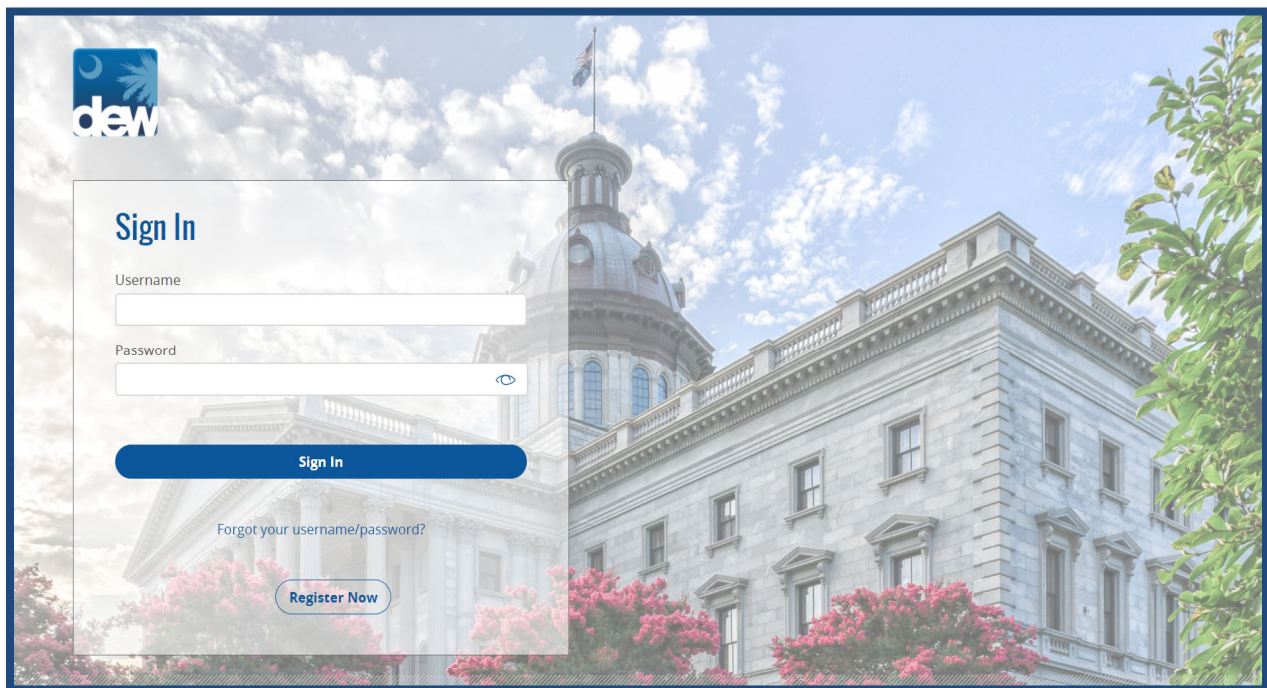 dew
Sign In
Username
Password
Sign In
Forgot your username/password?
Register Now